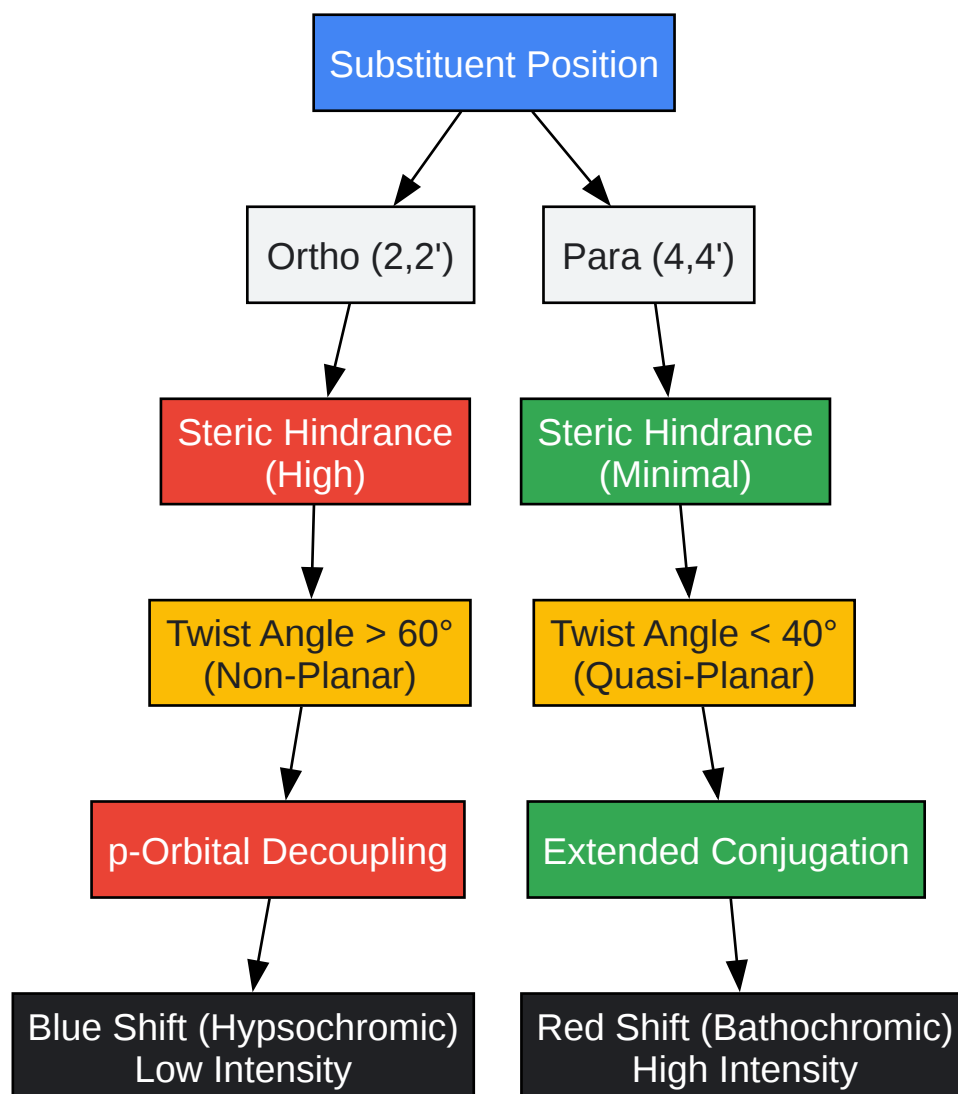 Substituent Position
Ortho (2,2')
Para (4,4')
Steric Hindrance
(High)
Steric Hindrance
(Minimal)
Twist Angle > 60°
(Non-Planar)
Twist Angle < 40°
(Quasi-Planar)
p-Orbital Decoupling
Extended Conjugation
Blue Shift (Hypsochromic)
Low Intensity
Red Shift (Bathochromic)
High Intensity